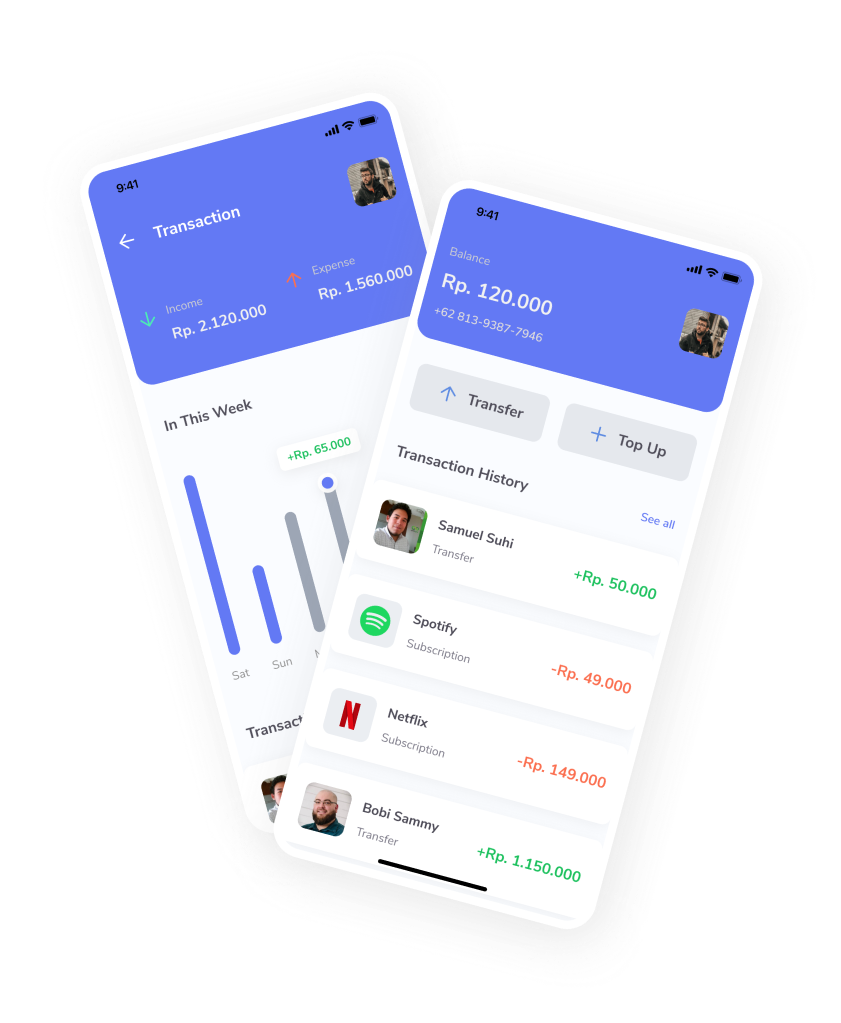 9:41
Transaction
Income
Rp. 2.120.000
Expense
Rp. 1.560.000
In This Week
+Rp. 65.000
Sat
Sun
Transact
9:41
Balance
Rp. 120.000
+62 813-9387-7946
Transfer
Top Up
Transaction History
See all
Samuel Suhi
Transfer
+Rp. 50.000
Spotify
Subscription
-Rp. 49.000
Netflix
Subscription
-Rp. 149.000
Bobi Sammy
Transfer
+Rp. 1.150.000